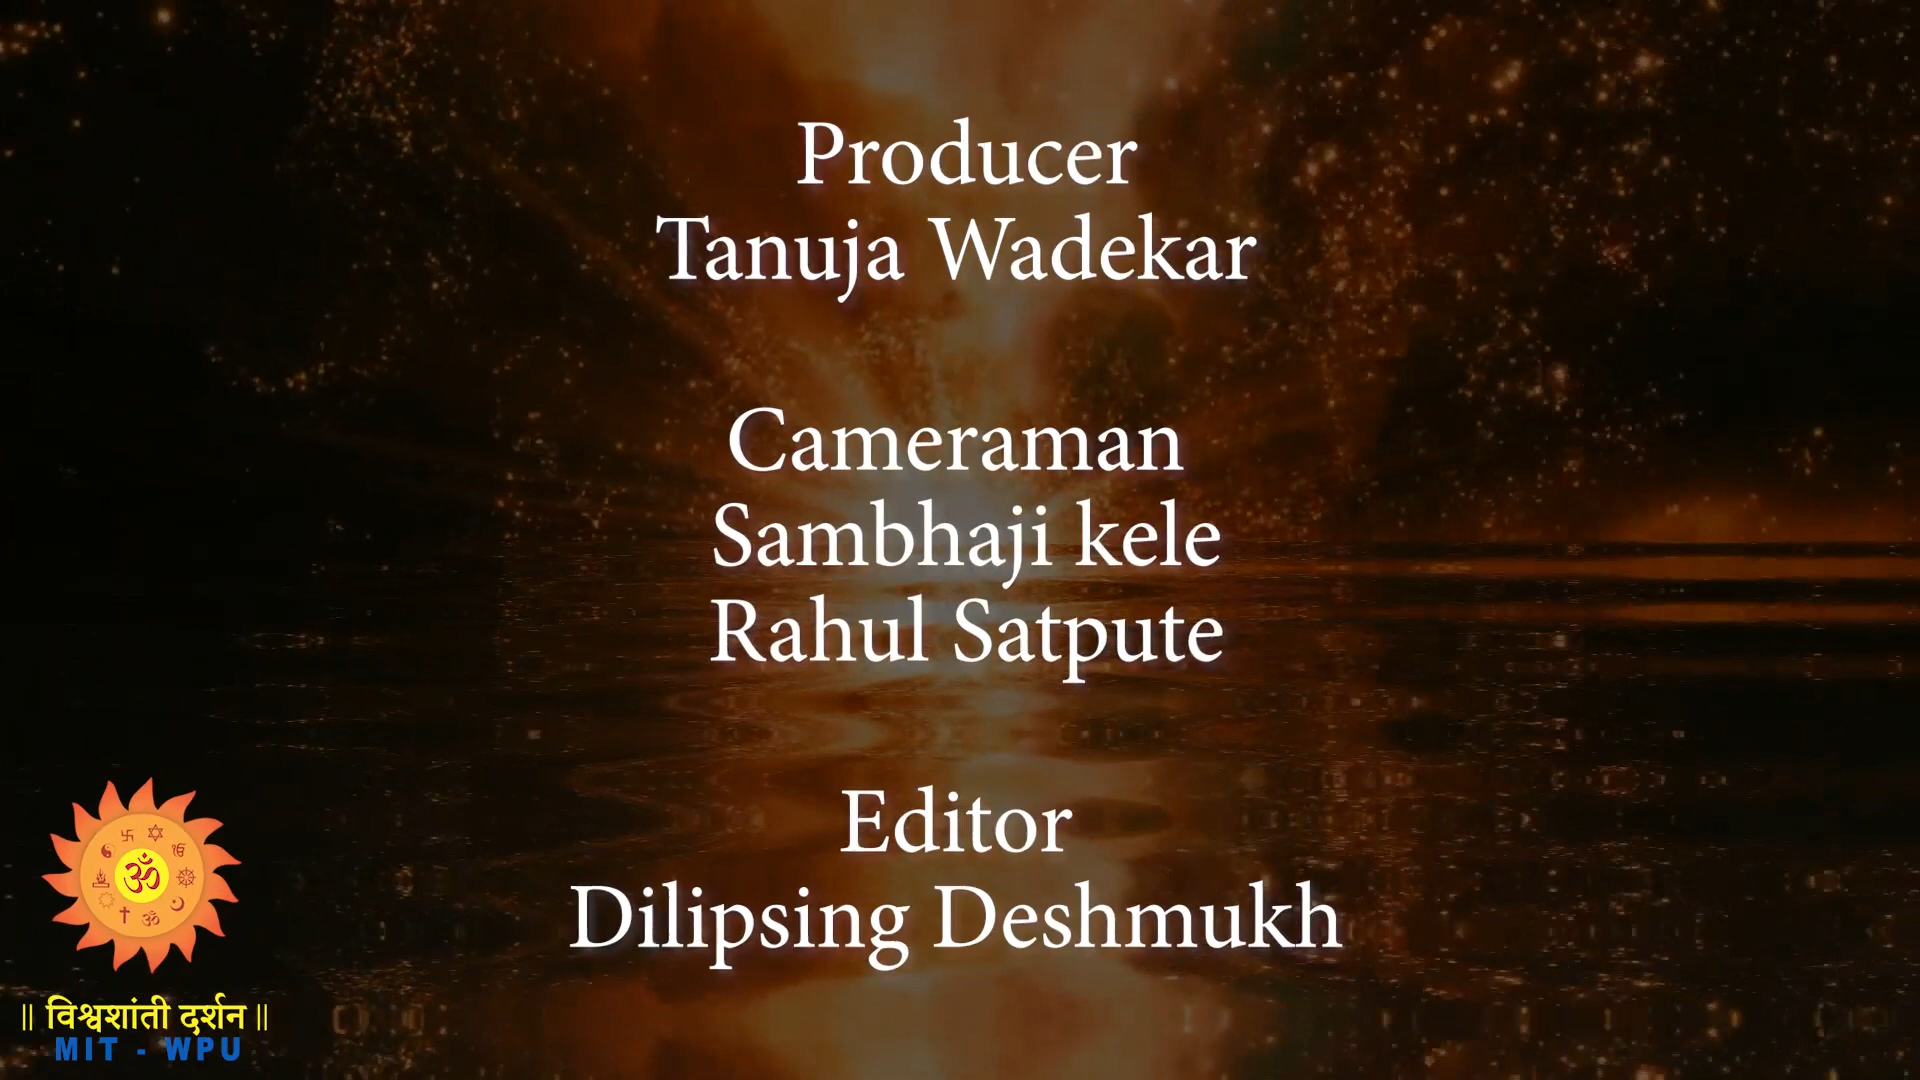 Producer
Tanuja Wadekar
Cameraman
Sambhaji kele
Rahul Satpute
Editor
Dilipsing Deshmukh
॥ विश्वशांती दर्शन ॥
MIT - WPU